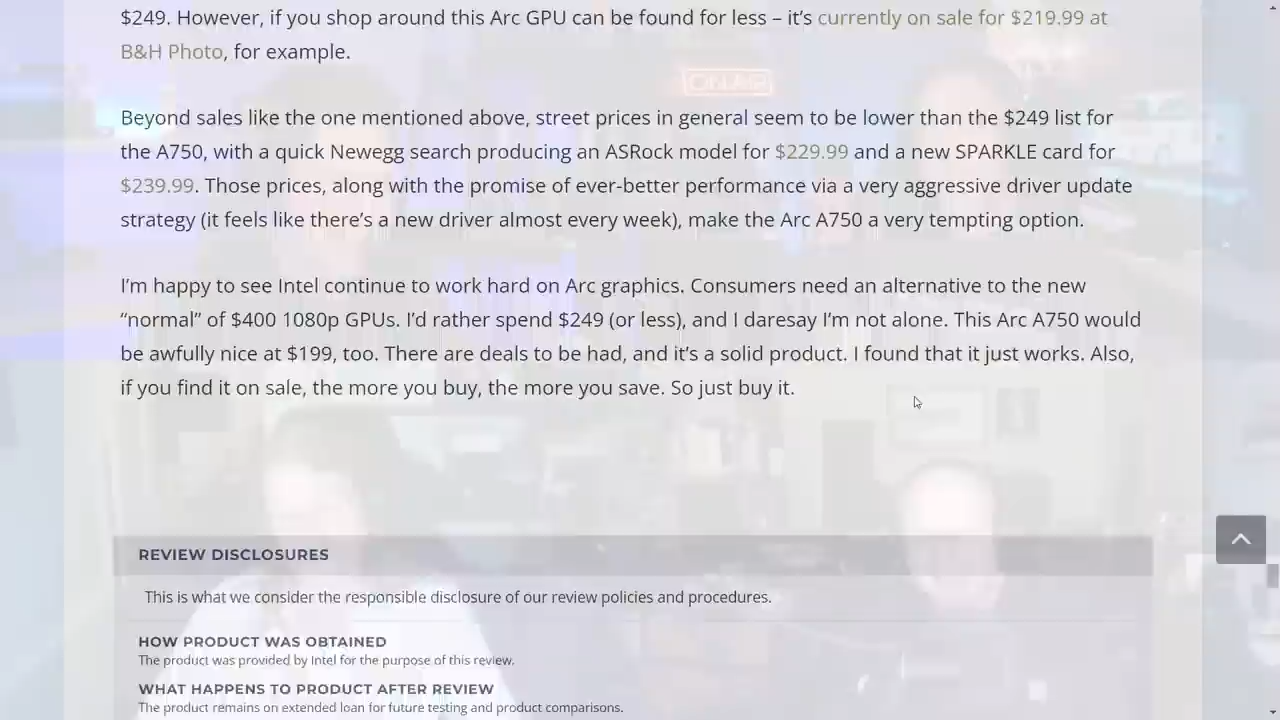 $249. However, if you shop around this Arc GPU can be found for less – it’s currently on sale for $219.99 at
B&H Photo, for example.
Beyond sales like the one mentioned above, street prices in general seem to be lower than the $249 list for
the A750, with a quick Newegg search producing an ASRock model for $229.99 and a new SPARKLE card for
$239.99. Those prices, along with the promise of ever-better performance via a very aggressive driver update
strategy (it feels like there’s a new driver almost every week), make the Arc A750 a very tempting option.
I’m happy to see Intel continue to work hard on Arc graphics. Consumers need an alternative to the new
“normal” of $400 1080p GPUs. I’d rather spend $249 (or less), and I daresay I’m not alone. This Arc A750 would
be awfully nice at $199, too. There are deals to be had, and it’s a solid product. I found that it just works. Also,
if you find it on sale, the more you buy, the more you save. So just buy it.
REVIEW DISCLOSURES
This is what we consider the responsible disclosure of our review policies and procedures.
HOW PRODUCT WAS OBTAINED
The product was provided by Intel for the purpose of this review.
WHAT HAPPENS TO PRODUCT AFTER REVIEW
The product remains on extended loan for future testing and product comparisons.
ON AIR